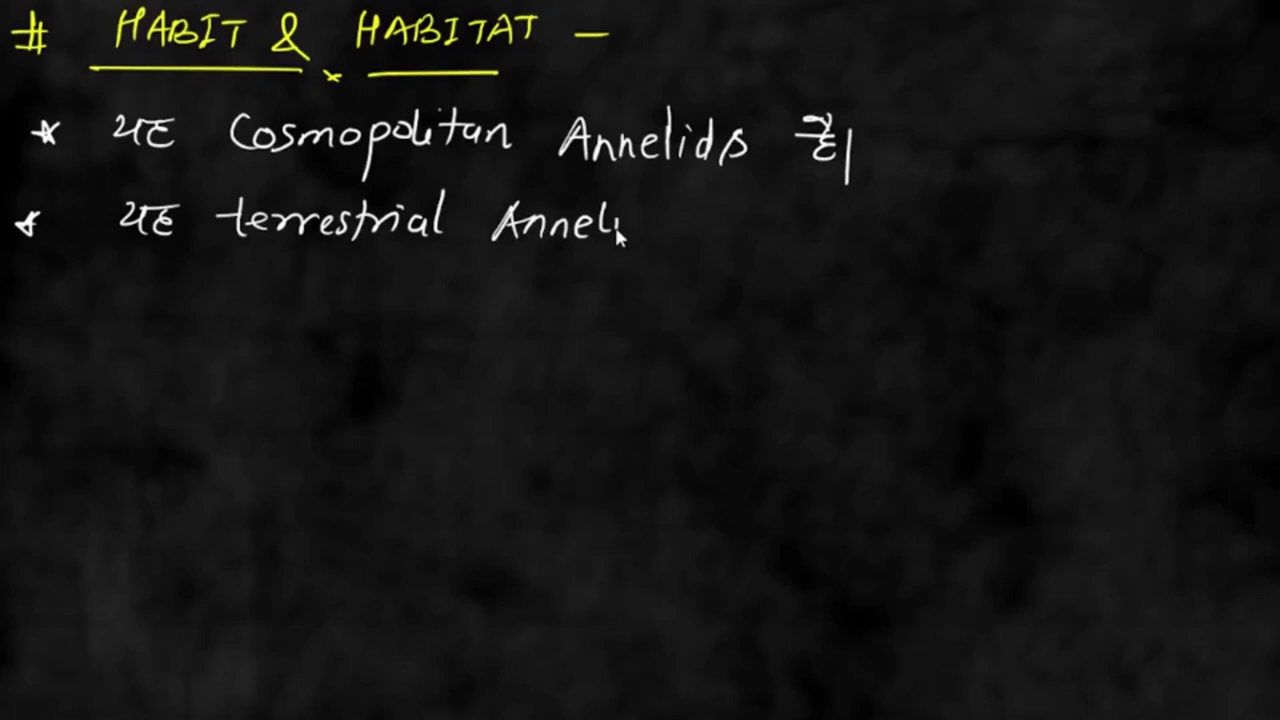 # HABIT & HABITAT -
* यह Cosmopolitan Annelids हैं।
* यह terrestrial Anneli